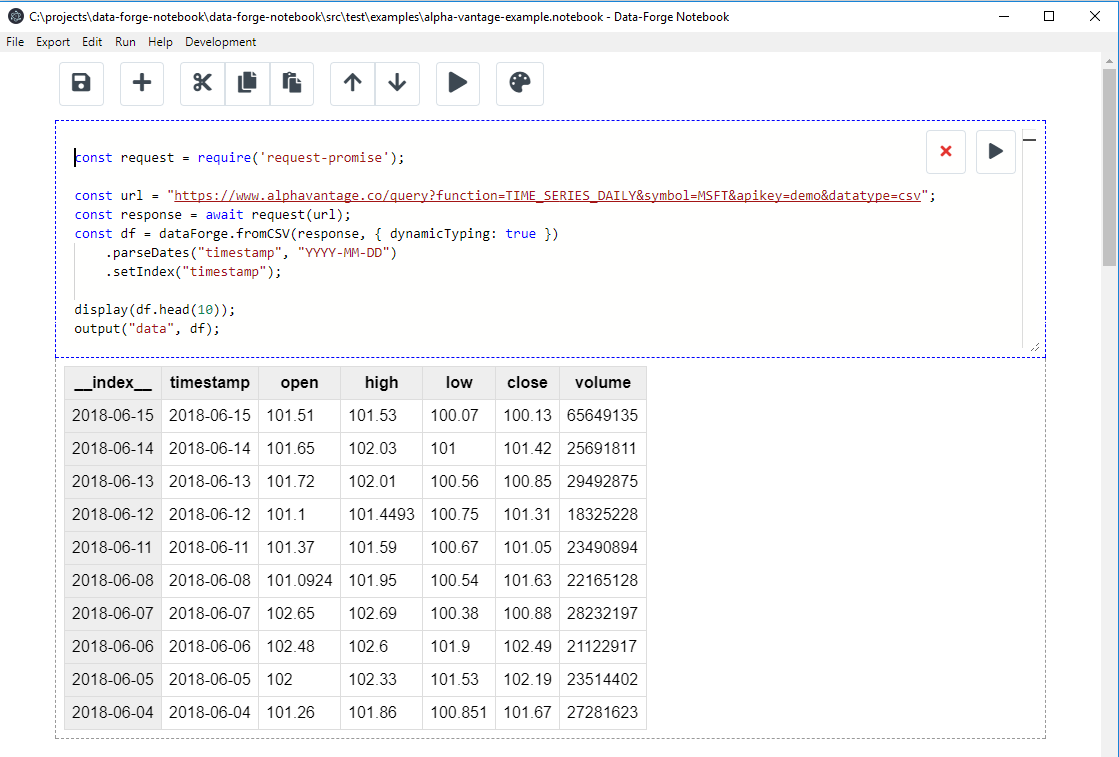 C:\projects\data-forge-notebook\data-forge-notebook\src\test\examples\alpha-vantage-example.notebook - Data-Forge Notebook
File Export Edit Run Help Development
const request = require('request-promise');
const url = "https://www.alphavantage.co/query?function=TIME_SERIES_DAILY&symbol=MSFT&apikey=demo&datatype=csv";
const response = await request(url);
const df = dataForge.fromCSV(response, { dynamicTyping: true })
    .parseDates("timestamp", "YYYY-MM-DD")
    .setIndex("timestamp");
display(df.head(10));
output("data", df);
__index__ timestamp open high low close volume
2018-06-15 2018-06-15 101.51 101.53 100.07 100.13 65649135
2018-06-14 2018-06-14 101.65 102.03 101 101.42 25691811
2018-06-13 2018-06-13 101.72 102.01 100.56 100.85 29492875
2018-06-12 2018-06-12 101.1 101.4493 100.75 101.31 18325228
2018-06-11 2018-06-11 101.37 101.59 100.67 101.05 23490894
2018-06-08 2018-06-08 101.0924 101.95 100.54 101.63 22165128
2018-06-07 2018-06-07 102.65 102.69 100.38 100.88 28232197
2018-06-06 2018-06-06 102.48 102.6 101.9 102.49 21122917
2018-06-05 2018-06-05 102 102.33 101.53 102.19 23514402
2018-06-04 2018-06-04 101.26 101.86 100.851 101.67 27281623